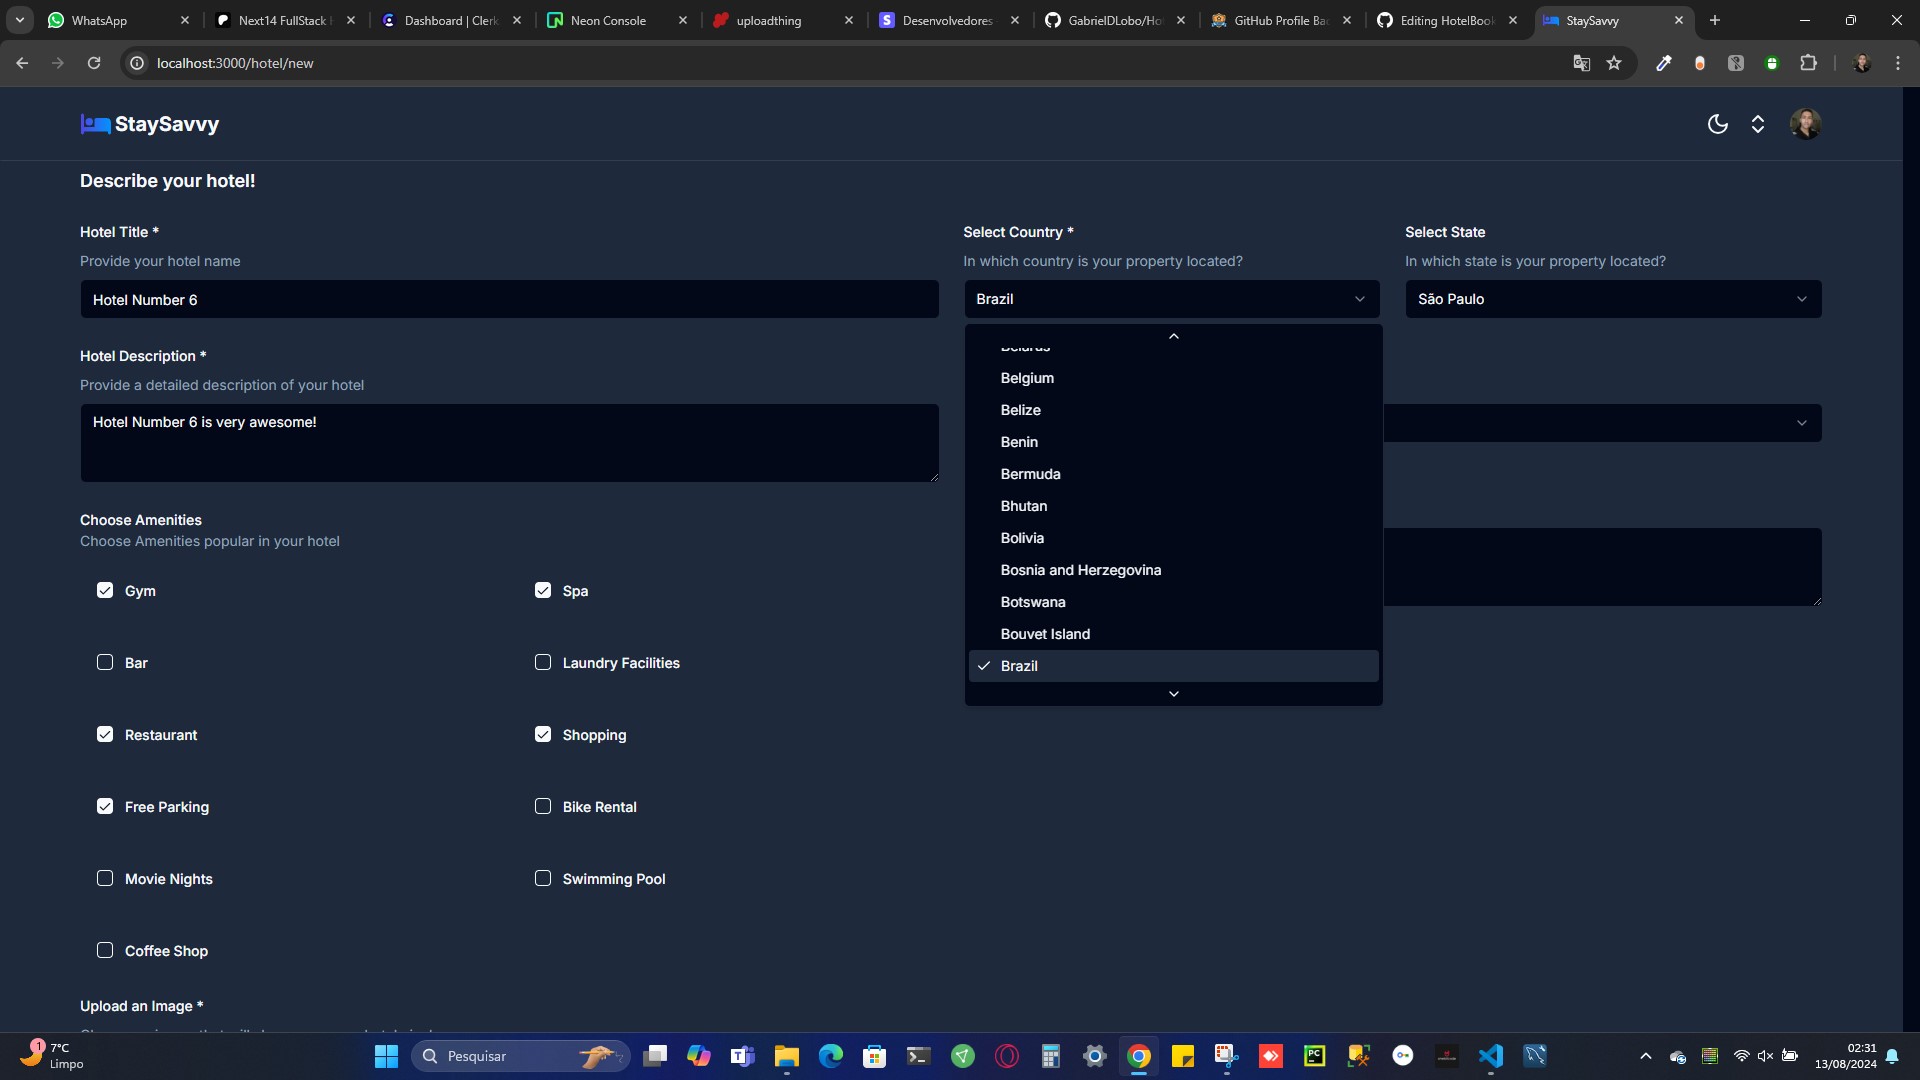 WhatsApp
Next14 FullStack
Dashboard | Clerk
Neon Console
uploadthing
Desenvolvedores
GabrielDLobo/Hot
GitHub Profile Bad
Editing HotelBook
StaySavvy
localhost:3000/hotel/new
StaySavvy
Describe your hotel!
Hotel Title *
Provide your hotel name
Hotel Number 6
Select Country *
In which country is your property located?
Brazil
Select State
In which state is your property located?
São Paulo
Hotel Description *
Provide a detailed description of your hotel
Hotel Number 6 is very awesome!
Belarus
Belgium
Belize
Benin
Bermuda
Bhutan
Bolivia
Bosnia and Herzegovina
Botswana
Bouvet Island
Brazil
Choose Amenities
Choose Amenities popular in your hotel
Gym
Spa
Bar
Laundry Facilities
Restaurant
Shopping
Free Parking
Bike Rental
Movie Nights
Swimming Pool
Coffee Shop
Upload an Image *
1
7°C
Limpo
Pesquisar
PC
02:31
13/08/2024